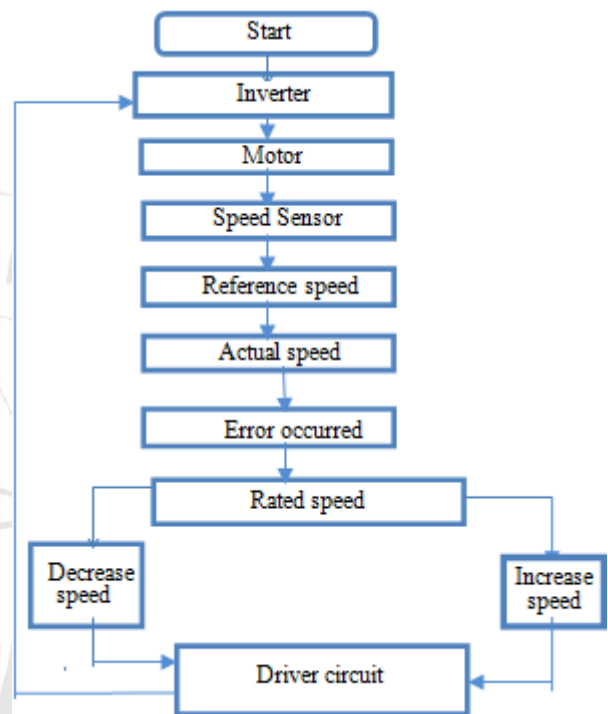 Start
Inverter
Motor
Speed Sensor
Reference speed
Actual speed
Error occurred
Rated speed
Decrease
speed
Increase
speed
Driver circuit